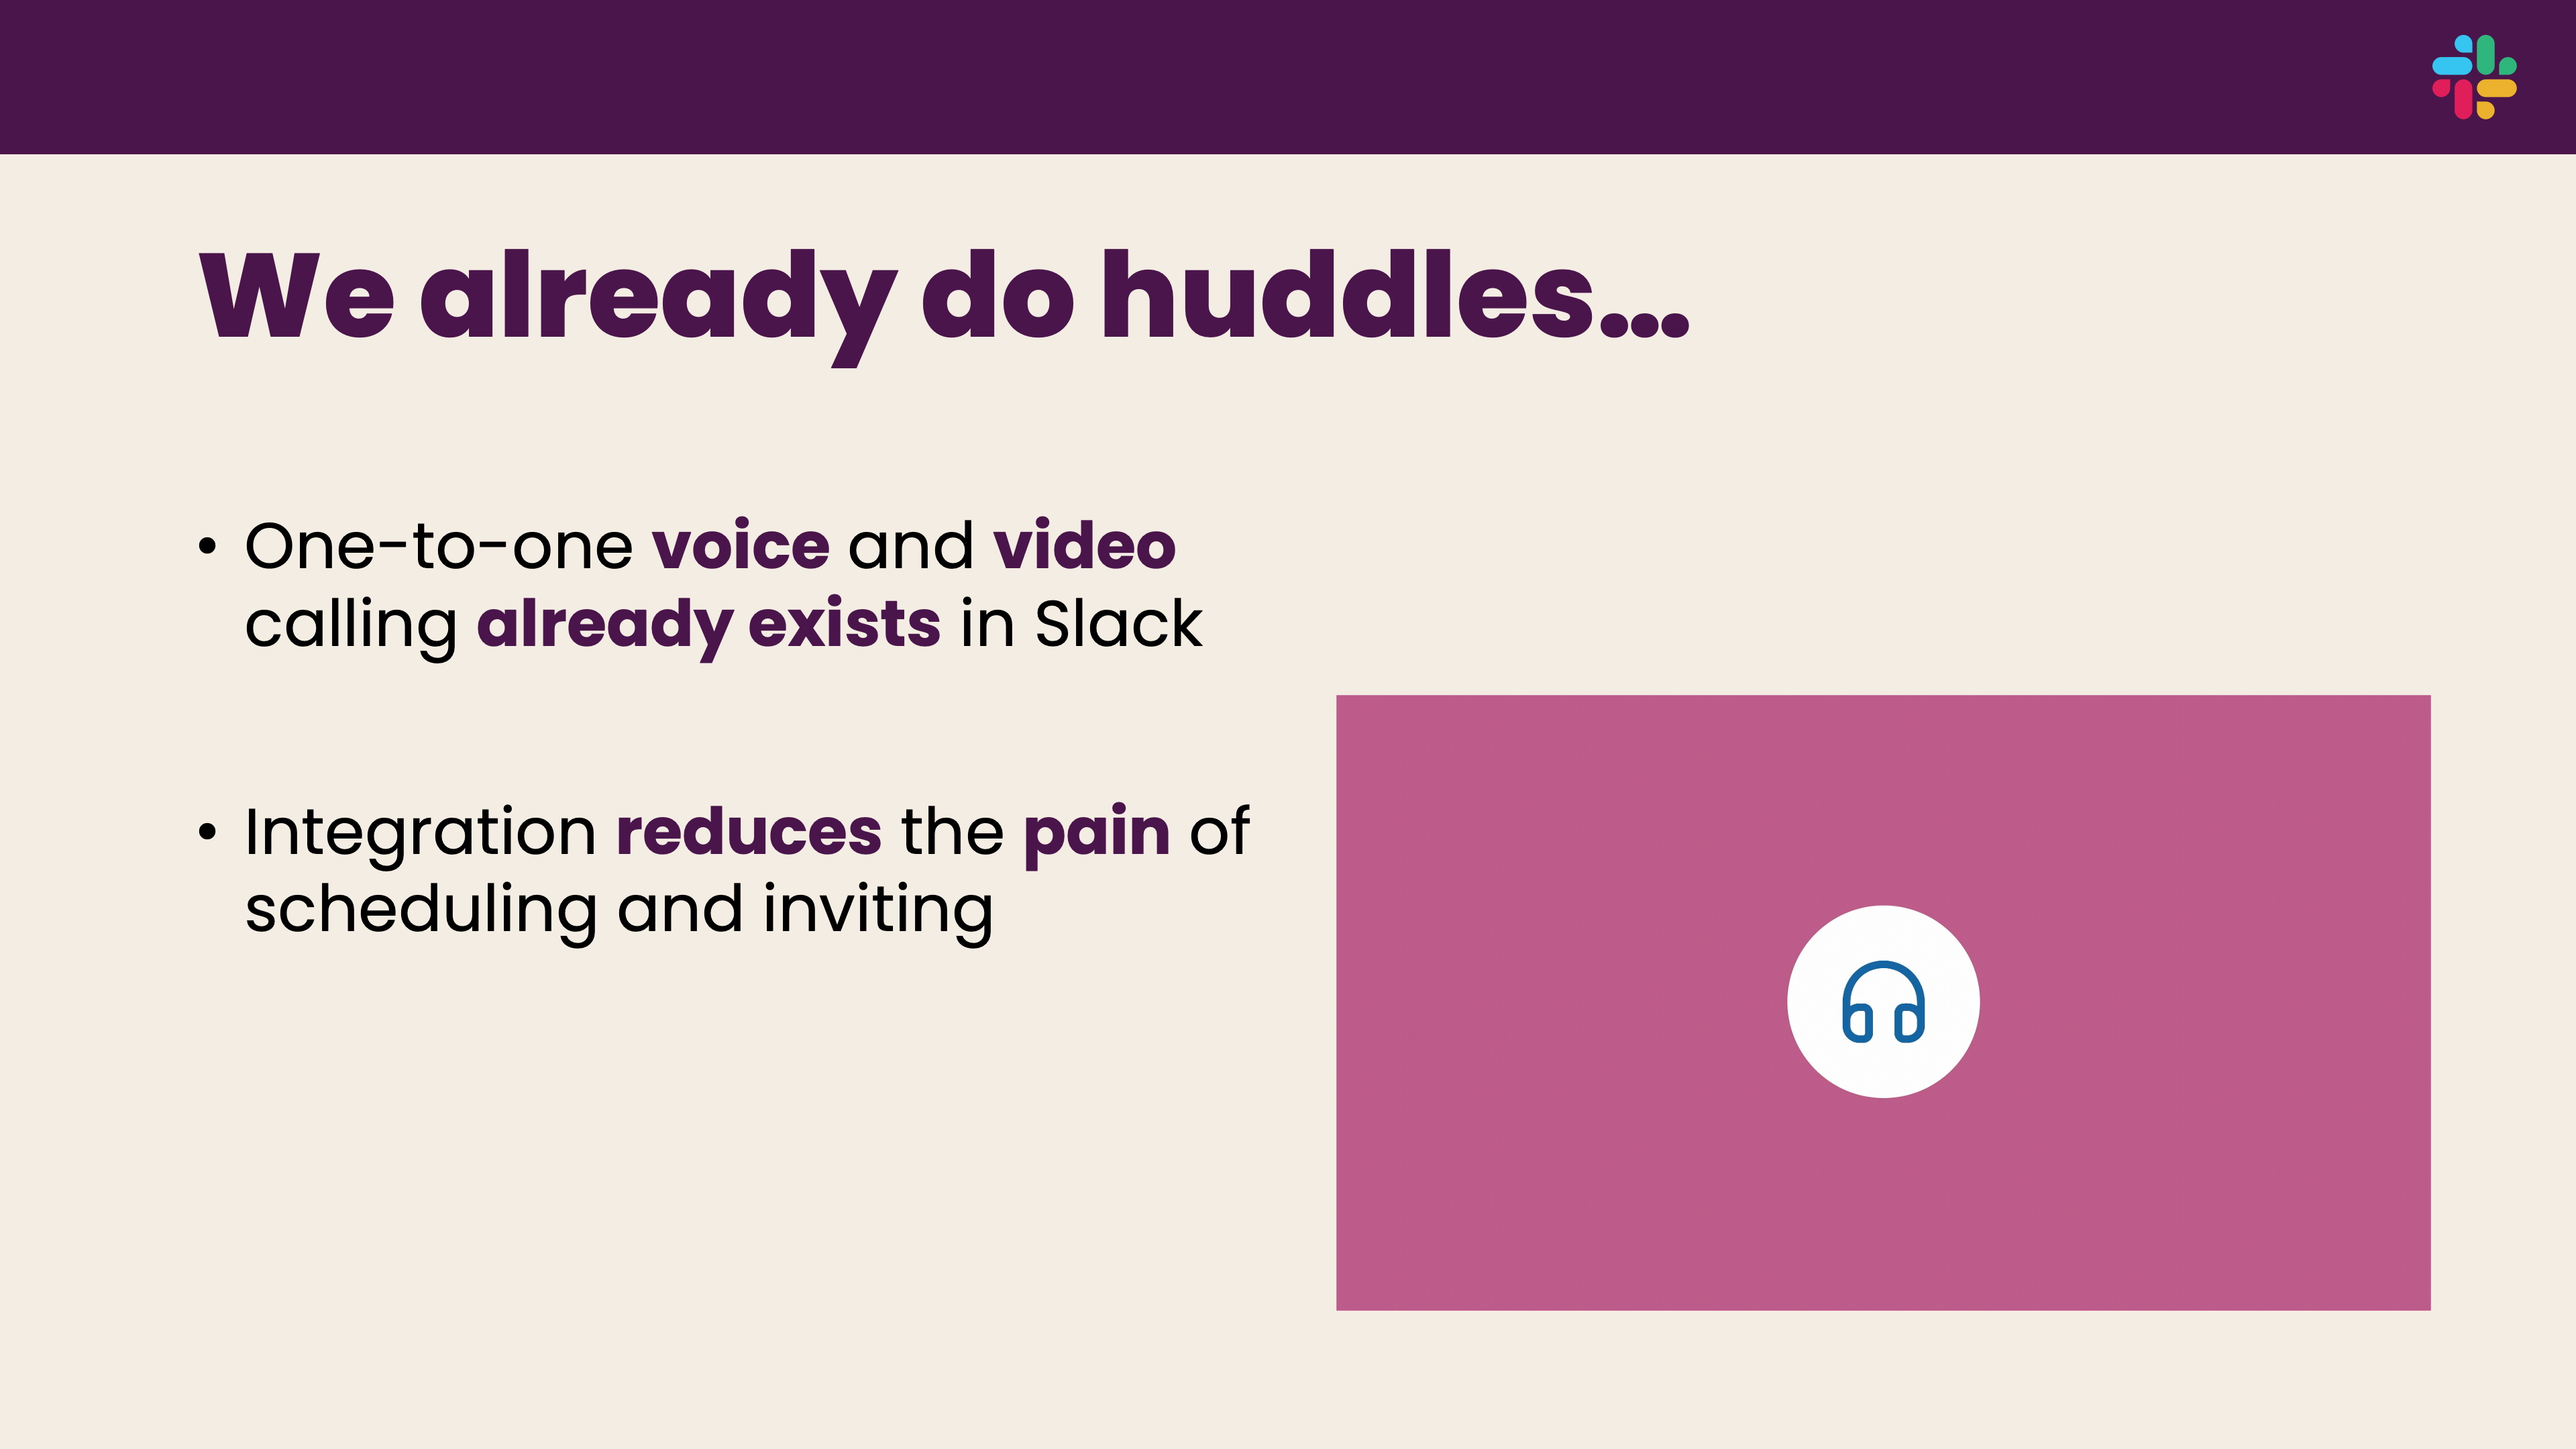 We already do huddles...
• One-to-one voice and video
calling already exists in Slack
• Integration reduces the pain of
scheduling and inviting